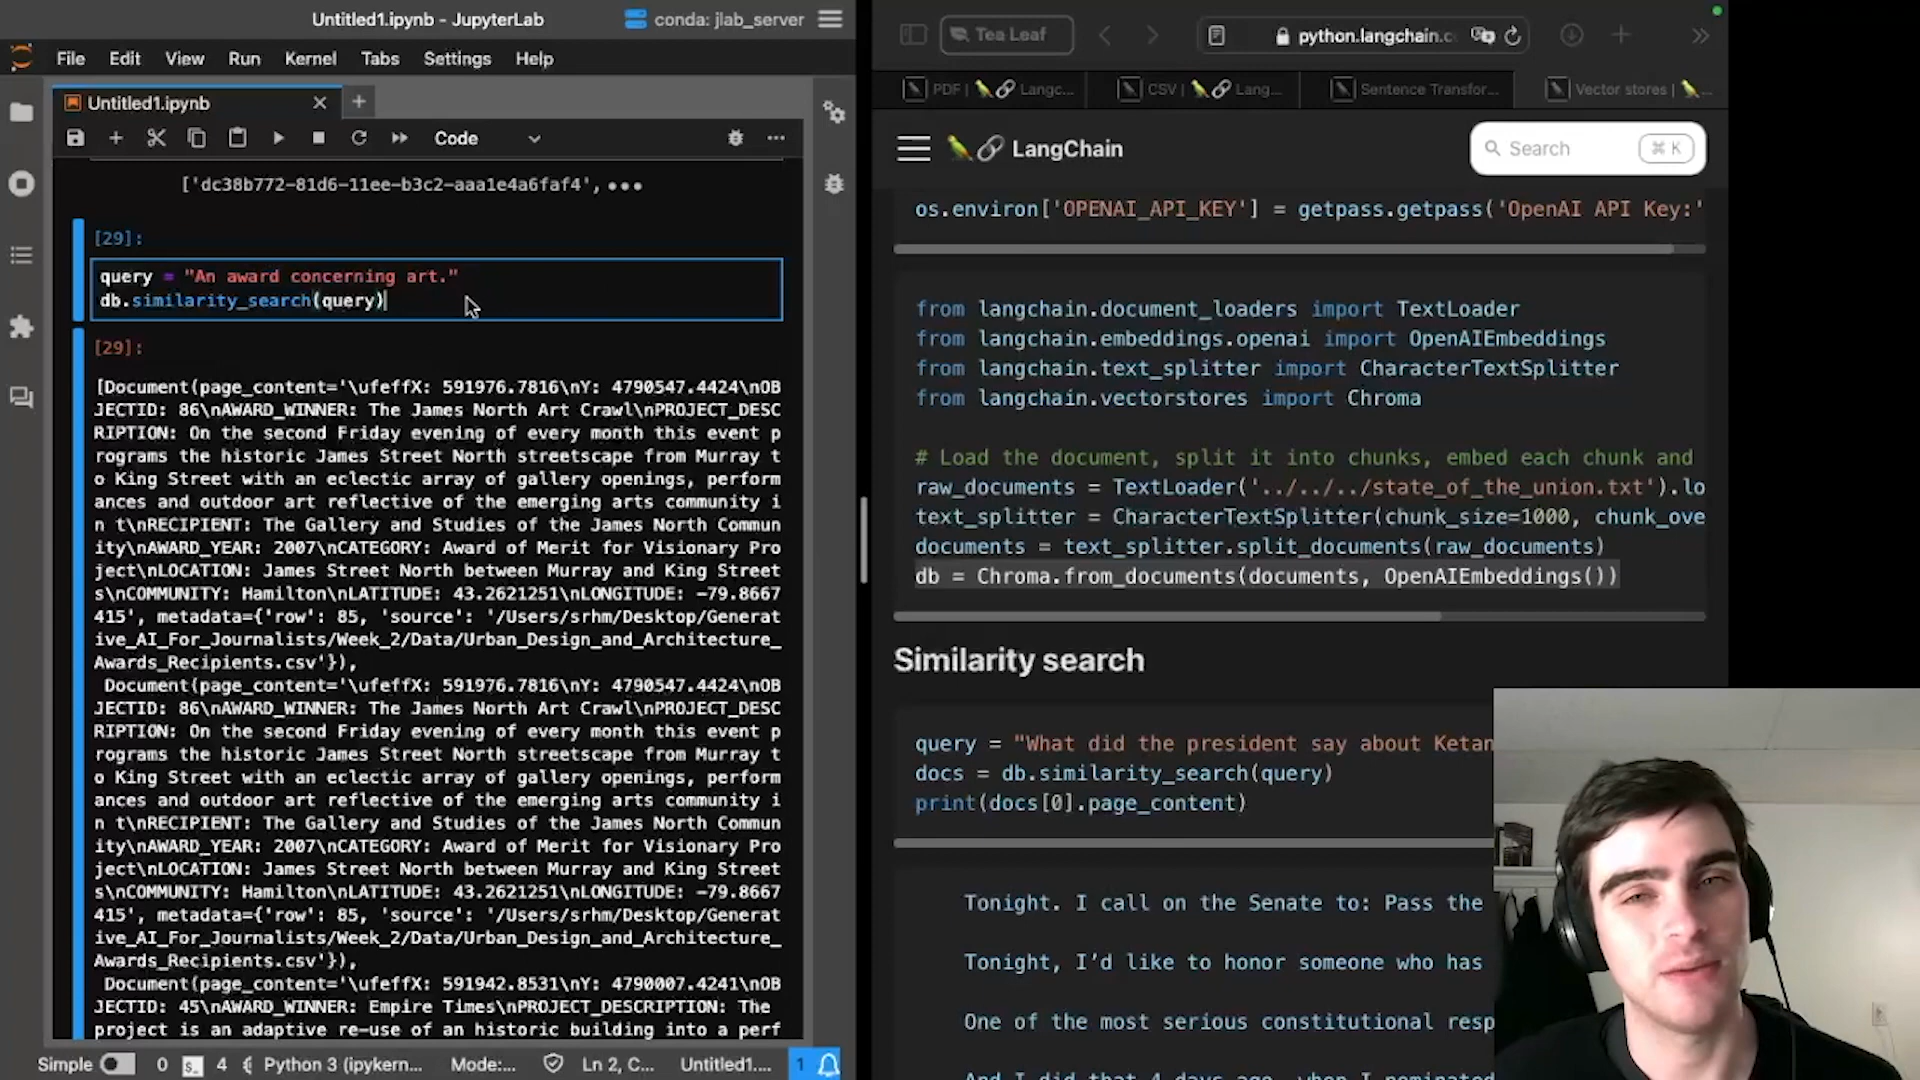 Untitled1.ipynb - JupyterLab
conda: jlab_server
File Edit View Run Kernel Tabs Settings Help
Untitled1.ipynb
Code
['dc38b772-81d6-11ee-b3c2-aaa1e4a6faf4',•••
[29]:
query = "An award concerning art."
db.similarity_search(query)
[29]:
[Document(page_content='\ufeffX: 591976.7816\nY: 4790547.4424\nOB
JECTID: 86\nAWARD_WINNER: The James North Art Crawl\nPROJECT_DESC
RIPTION: On the second Friday evening of every month this event p
rograms the historic James Street North streetscape from Murray t
o King Street with an eclectic array of gallery openings, perform
ances and outdoor art reflective of the emerging arts community i
n t\nRECIPIENT: The Gallery and Studies of the James North Commun
ity\nAWARD_YEAR: 2007\nCATEGORY: Award of Merit for Visionary Pro
ject\nLOCATION: James Street North between Murray and King Street
s\nCOMMUNITY: Hamilton\nLATITUDE: 43.2621251\nLONGITUDE: -79.8667
415', metadata={'row': 85, 'source': '/Users/srhm/Desktop/Generat
ive_AI_For_Journalists/Week_2/Data/Urban_Design_and_Architecture_
Awards_Recipients.csv'}),
Document(page_content='\ufeffX: 591976.7816\nY: 4790547.4424\nOB
JECTID: 86\nAWARD_WINNER: The James North Art Crawl\nPROJECT_DESC
RIPTION: On the second Friday evening of every month this event p
rograms the historic James Street North streetscape from Murray t
o King Street with an eclectic array of gallery openings, perform
ances and outdoor art reflective of the emerging arts community i
n t\nRECIPIENT: The Gallery and Studies of the James North Commun
ity\nAWARD_YEAR: 2007\nCATEGORY: Award of Merit for Visionary Pro
ject\nLOCATION: James Street North between Murray and King Street
s\nCOMMUNITY: Hamilton\nLATITUDE: 43.2621251\nLONGITUDE: -79.8667
415', metadata={'row': 85, 'source': '/Users/srhm/Desktop/Generat
ive_AI_For_Journalists/Week_2/Data/Urban_Design_and_Architecture_
Awards_Recipients.csv'}),
Document(page_content='\ufeffX: 591942.8531\nY: 4790007.4241\nOB
JECTID: 45\nAWARD_WINNER: Empire Times\nPROJECT_DESCRIPTION: The
project is an adaptive re-use of an historic building into a perf
Simple 0 4 Python 3 (ipykern... Mode:... Ln 2, C... Untitled1.... 1
Tea Leaf
python.langchain.c
PDF | Langc...
CSV | Lang...
Sentence Transfor...
Vector stores | ...
LangChain
Search
⌘ K
os.environ['OPENAI_API_KEY'] = getpass.getpass('OpenAI API Key:'
from langchain.document_loaders import TextLoader
from langchain.embeddings.openai import OpenAIEmbeddings
from langchain.text_splitter import CharacterTextSplitter
from langchain.vectorstores import Chroma
# Load the document, split it into chunks, embed each chunk and
raw_documents = TextLoader('../../../state_of_the_union.txt').lo
text_splitter = CharacterTextSplitter(chunk_size=1000, chunk_ove
documents = text_splitter.split_documents(raw_documents)
db = Chroma.from_documents(documents, OpenAIEmbeddings())
Similarity search
query = "What did the president say about Ketan
docs = db.similarity_search(query)
print(docs[0].page_content)
Tonight. I call on the Senate to: Pass the
Tonight, I'd like to honor someone who has
One of the most serious constitutional resp
And I did that 4 days ago, when I nominated